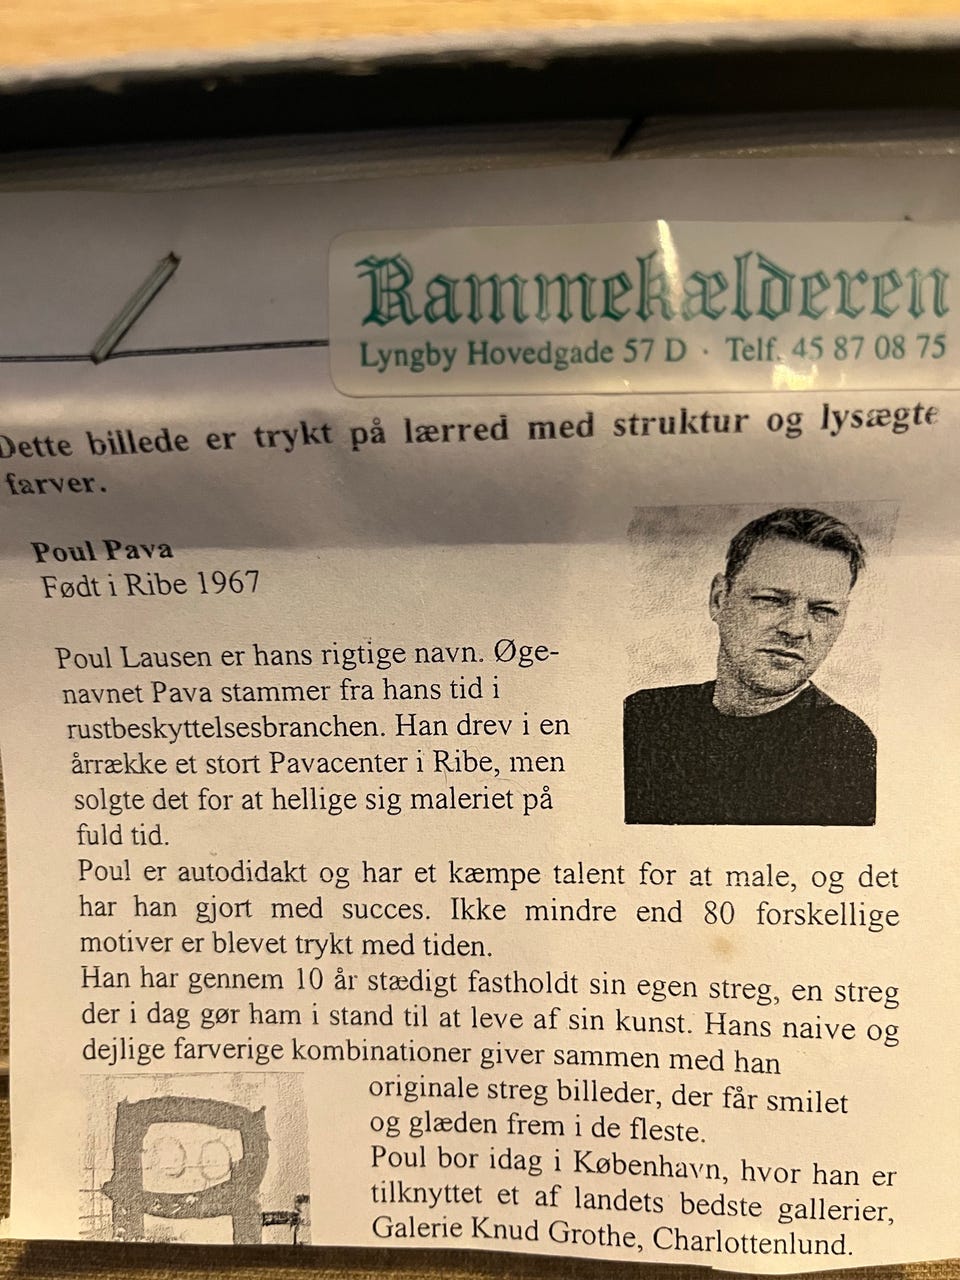 Rammekælderen
Lyngby Hovedgade 57 D · Telf. 45 87 08 75
Dette billede er trykt på lærred med struktur og lysægte
farver.
Poul Pava
Født i Ribe 1967
Poul Lausen er hans rigtige navn. Øge-
navnet Pava stammer fra hans tid i
rustbeskyttelsesbranchen. Han drev i en
årrække et stort Pavacenter i Ribe, men
solgte det for at hellige sig maleriet på
fuld tid.
Poul er autodidakt og har et kæmpe talent for at male, og det
har han gjort med succes. Ikke mindre end 80 forskellige
motiver er blevet trykt med tiden.
Han har gennem 10 år stædigt fastholdt sin egen streg, en streg
der i dag gør ham i stand til at leve af sin kunst. Hans naive og
dejlige farverige kombinationer giver sammen med han
originale streg billeder, der får smilet
og glæden frem i de fleste.
Poul bor idag i København, hvor han er
tilknyttet et af landets bedste gallerier,
Galerie Knud Grothe, Charlottenlund.